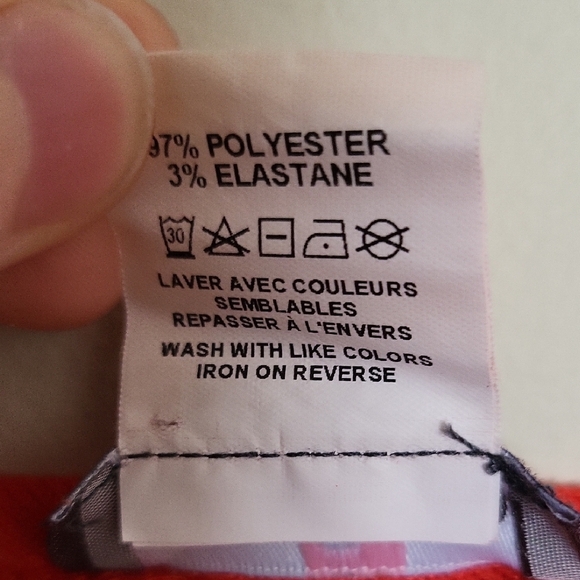 97% POLYESTER
3% ELASTANE
30
LAVER AVEC COULEURS
SEMBLABLES
REPASSER À L'ENVERS
WASH WITH LIKE COLORS
IRON ON REVERSE